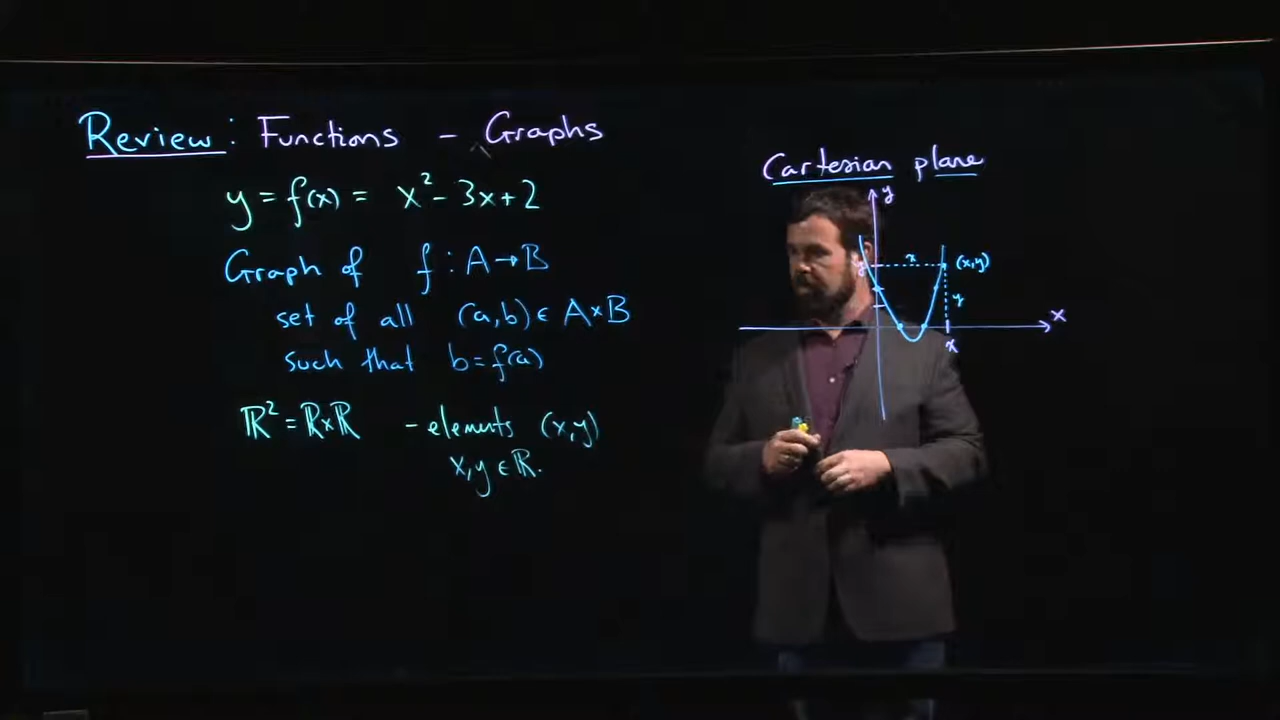 Review: Functions - Graphs
y = f(x) = x² - 3x + 2
Graph of f : A → B
set of all (a,b) ∈ A × B
such that b = f(a)
ℝ² = ℝ×ℝ - elements (x,y)
x,y ∈ ℝ.
Cartesian plane
y
y x (x,y)
y
x
x